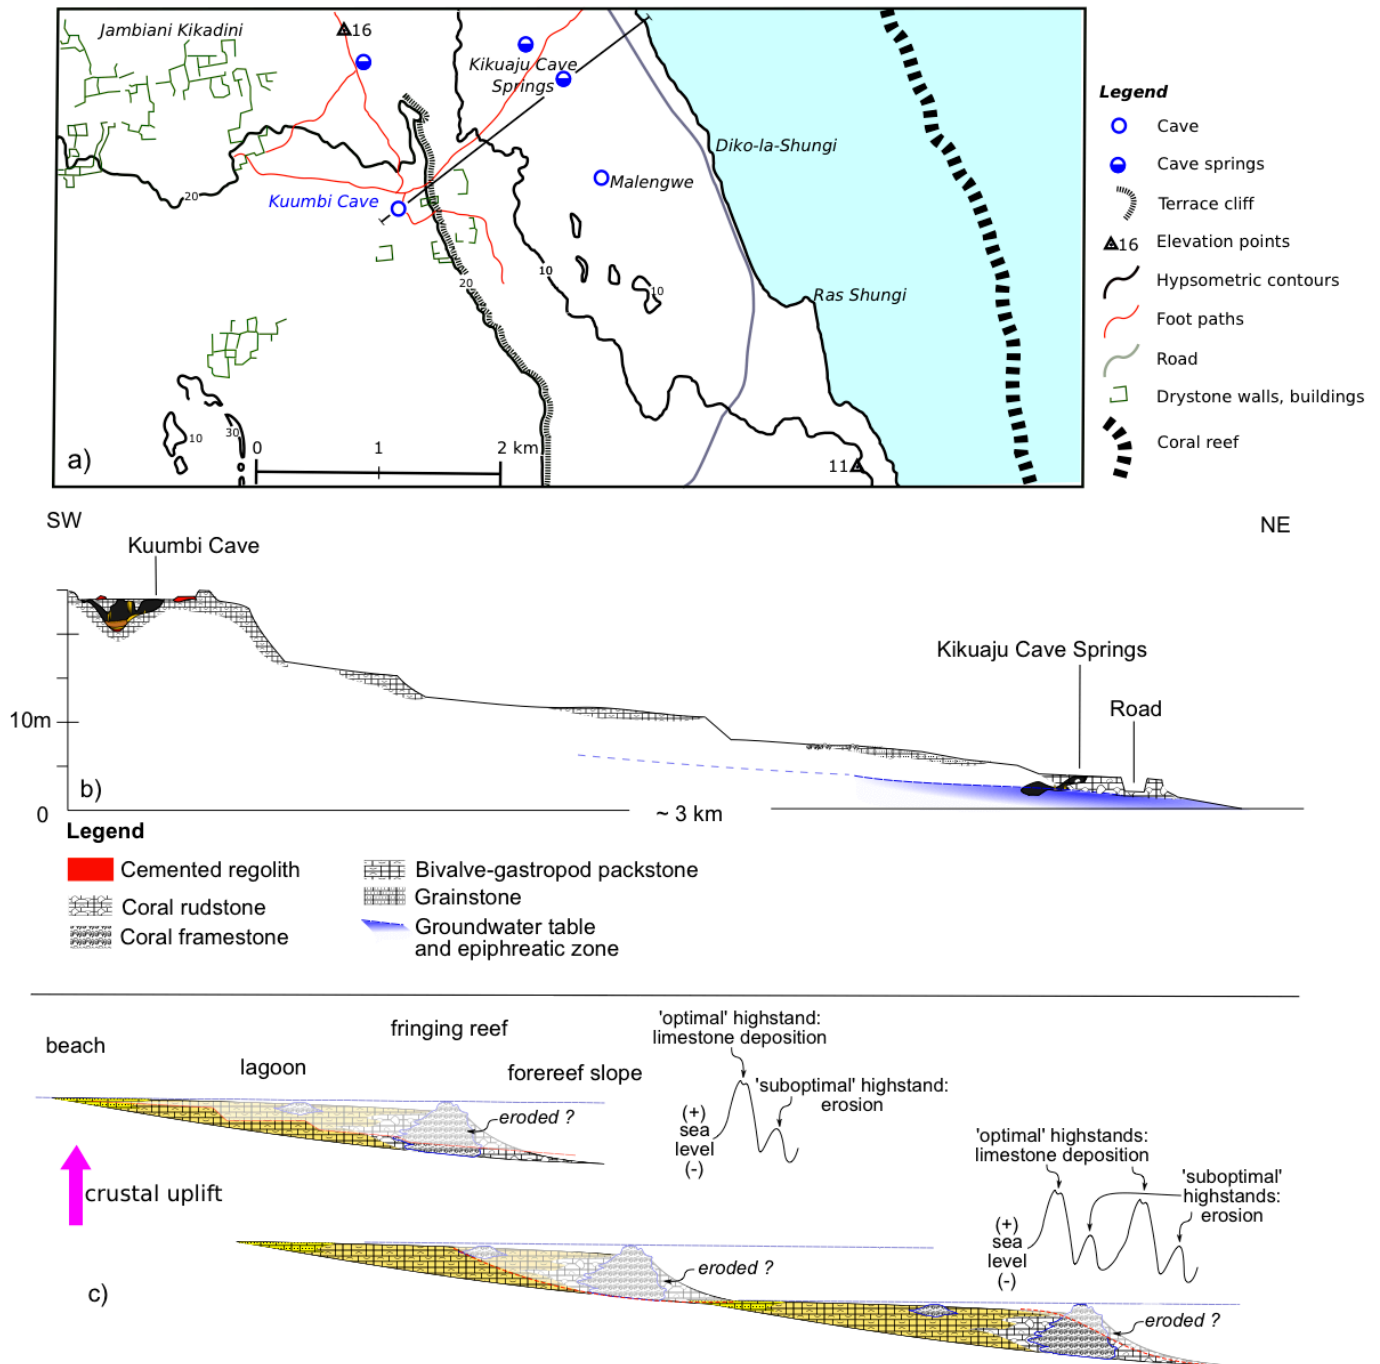 Jambiani Kikadini
16
Kikuaju Cave
Springs
Diko-la-Shungi
Malengwe
20
Kuumbi Cave
10
20
10
Ras Shungi
10
30
0
1
2 km
11
a)
Legend
Cave
Cave springs
Terrace cliff
16 Elevation points
Hypsometric contours
Foot paths
Road
Drystone walls, buildings
Coral reef
SW
NE
Kuumbi Cave
Kikuaju Cave Springs
Road
10m
b)
0
~ 3 km
Legend
Cemented regolith
Coral rudstone
Coral framestone
Bivalve-gastropod packstone
Grainstone
Groundwater table
and epiphreatic zone
beach
lagoon
fringing reef
forereef slope
eroded ?
'optimal' highstand:
limestone deposition
'suboptimal' highstand:
erosion
(+)
sea
level
(-)
crustal uplift
'optimal' highstands:
limestone deposition
'suboptimal'
highstands:
erosion
(+)
sea
level
(-)
c)
eroded ?
eroded ?